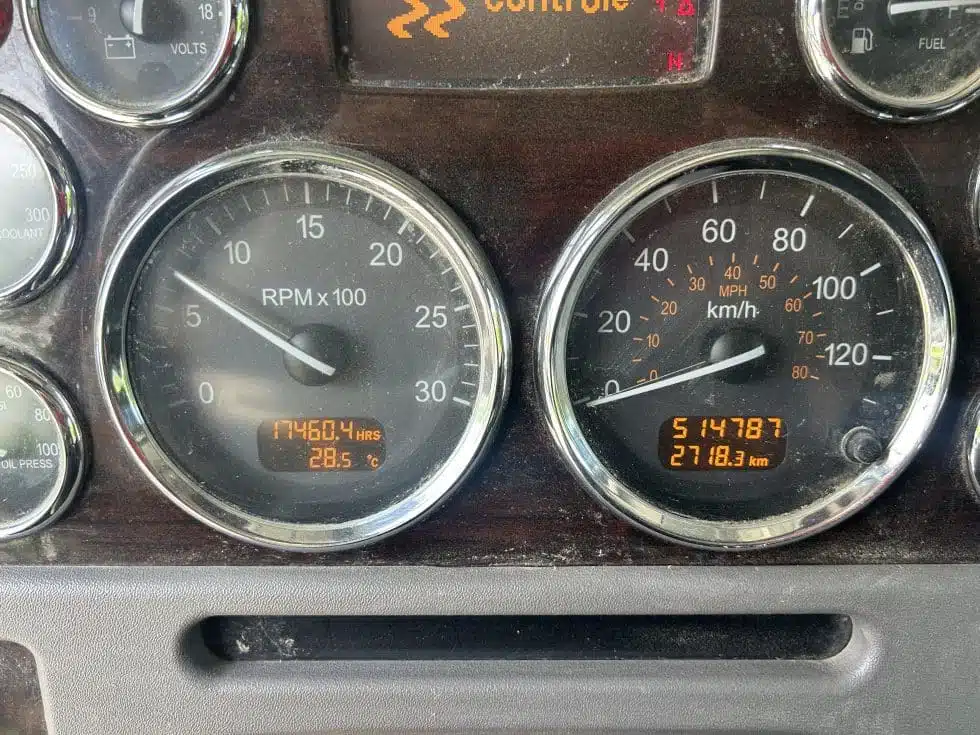 9
18
VOLTS
controle
N
F
FUEL
250
300
COOLANT
60
80
100
OIL PRESS
0
5
10
15
20
25
30
RPM x 100
17460.4 HRS
28.5 °C
0
20
40
60
80
100
120
0
10
20
30
40
50
60
70
80
MPH
km/h
514787
2718.3 km